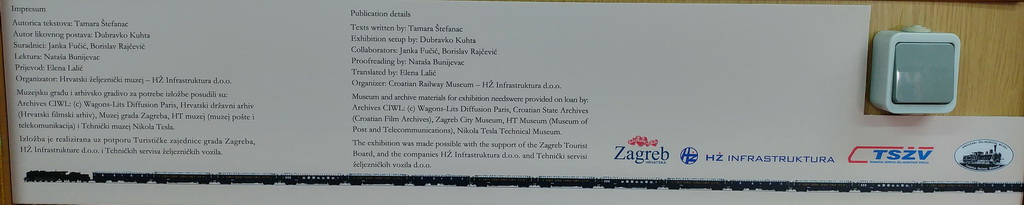 Impresum
Autorica tekstova: Tamara Štefanac
Autor likovnog postava: Dubravko Kuhta
Suradnici: Janka Fučić, Borislav Rajčević
Lektura: Nataša Bunijevac
Prijevod: Elena Lalić
Organizator: Hrvatski željeznički muzej – HŽ Infrastruktura d.o.o.
Muzejsku građu i arhivsko gradivo za potrebe izložbe posudili su:
Archives CIWL: (c) Wagons-Lits Diffusion Paris, Hrvatski državni arhiv
(Hrvatski filmski arhiv), Muzej grada Zagreba, HT muzej (muzej pošte i
telekomunikacija) i Tehnički muzej Nikola Tesla.
Izložba je realizirana uz potporu Turističke zajednice grada Zagreba,
HŽ Infrastrukture d.o.o. i Tehničkih servisa željezničkih vozila.
Publication details
Texts written by: Tamara Štefanac
Exhibition setup by: Dubravko Kuhta
Collaborators: Janka Fučić, Borislav Rajčević
Proofreading by: Nataša Bunijevac
Translated by: Elena Lalić
Organizer: Croatian Railway Museum – HŽ Infrastruktura d.o.o.
Museum and archive materials for exhibition needswere provided on loan by:
Archives CIWL: (c) Wagons-Lits Diffusion Paris, Croatian State Archives
(Croatian Film Archives), Zagreb City Museum, HT Museum (Museum of
Post and Telecommunications), Nikola Tesla Technical Museum.
The exhibition was made possible with the support of the Zagreb Tourist
Board, and the companies HŽ Infrastruktura d.o.o. and Tehnički servisi
željezničkih vozila d.o.o.
Zagreb
HŽ INFRASTRUKTURA
TSŽV